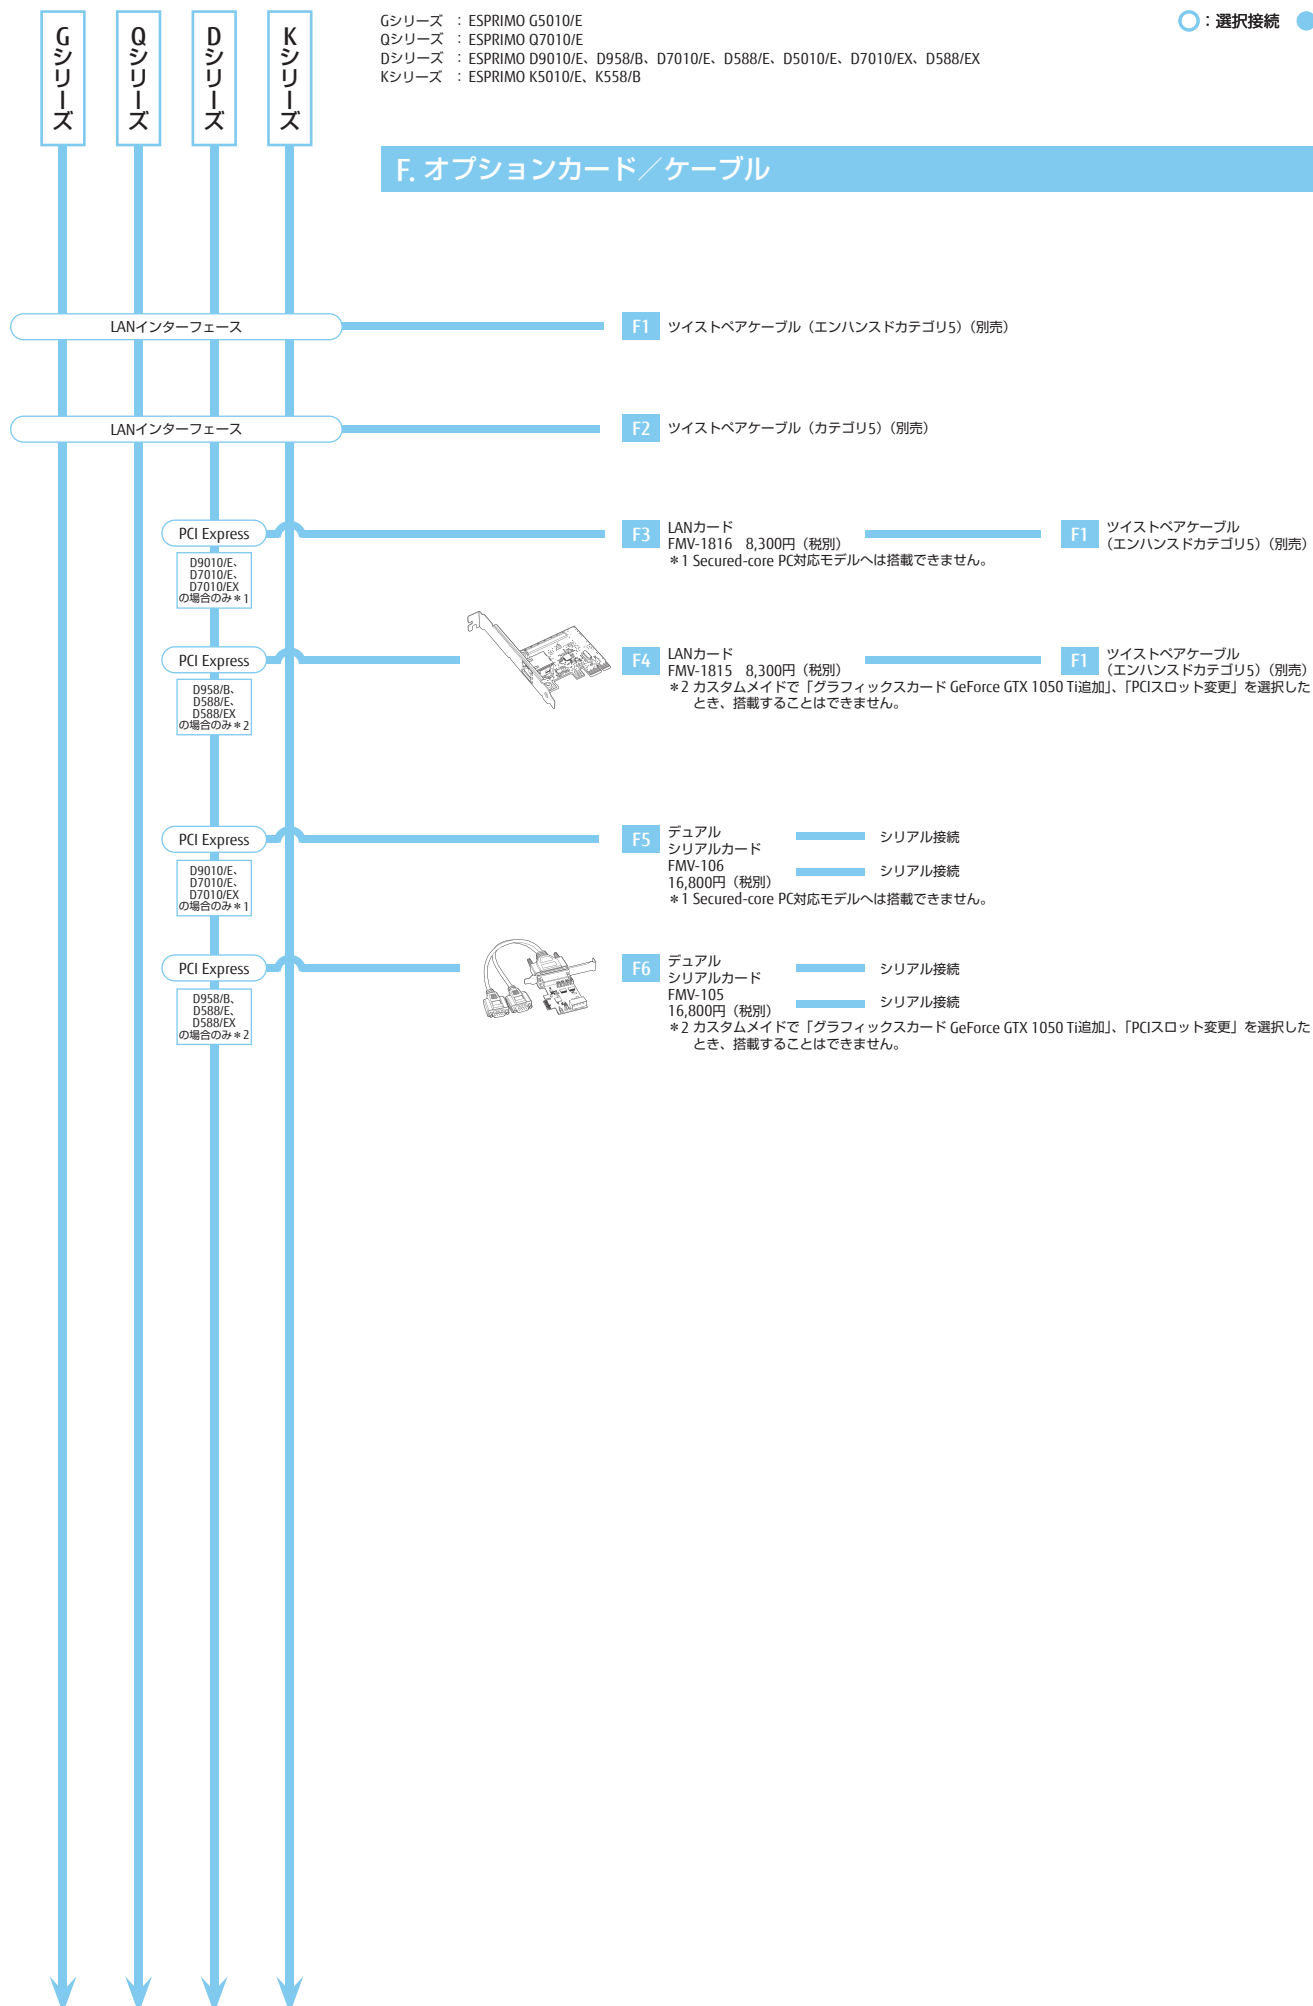 Gシリーズ
Qシリーズ
Dシリーズ
Kシリーズ
Gシリーズ ：ESPRIMO G5010/E
Qシリーズ ：ESPRIMO Q7010/E
Dシリーズ ：ESPRIMO D9010/E、D958/B、D7010/E、D588/E、D5010/E、D7010/EX、D588/EX
Kシリーズ ：ESPRIMO K5010/E、K558/B
：選択接続
F. オプションカード／ケーブル
LANインターフェース
F1 ツイストペアケーブル（エンハンスドカテゴリ5）（別売）
LANインターフェース
F2 ツイストペアケーブル（カテゴリ5）（別売）
PCI Express
D9010/E、
D7010/E、
D7010/EX
の場合のみ＊1
F3 LANカード
FMV-1816 8,300円（税別）
＊1 Secured-core PC対応モデルへは搭載できません。
F1 ツイストペアケーブル
（エンハンスドカテゴリ5）（別売）
PCI Express
D958/B、
D588/E、
D588/EX
の場合のみ＊2
F4 LANカード
FMV-1815 8,300円（税別）
＊2 カスタムメイドで「グラフィックスカード GeForce GTX 1050 Ti追加」、「PCIスロット変更」を選択した
とき、搭載することはできません。
F1 ツイストペアケーブル
（エンハンスドカテゴリ5）（別売）
PCI Express
D9010/E、
D7010/E、
D7010/EX
の場合のみ＊1
F5 デュアル
シリアルカード
FMV-106
16,800円（税別）
＊1 Secured-core PC対応モデルへは搭載できません。
シリアル接続
シリアル接続
PCI Express
D958/B、
D588/E、
D588/EX
の場合のみ＊2
F6 デュアル
シリアルカード
FMV-105
16,800円（税別）
＊2 カスタムメイドで「グラフィックスカード GeForce GTX 1050 Ti追加」、「PCIスロット変更」を選択した
とき、搭載することはできません。
シリアル接続
シリアル接続